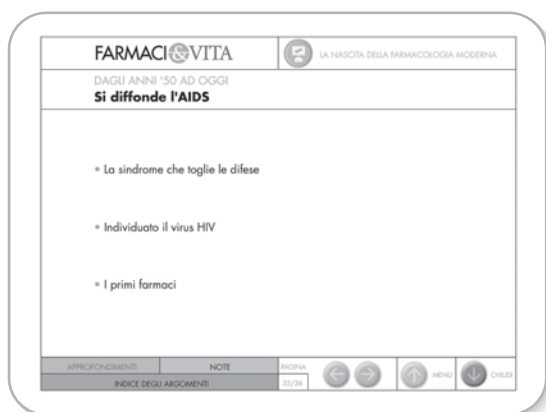 FARMACI&VITA
LA NASCITA DELLA FARMACOLOGIA MODERNA
DAGLI ANNI '50 AD OGGI
Si diffonde l'AIDS
• La sindrome che toglie le difese
• Individuato il virus HIV
• I primi farmaci
APPROFONDIMENTI NOTE PAGINA
INDICE DEGLI ARGOMENTI 32/36 MENU CHIUDI